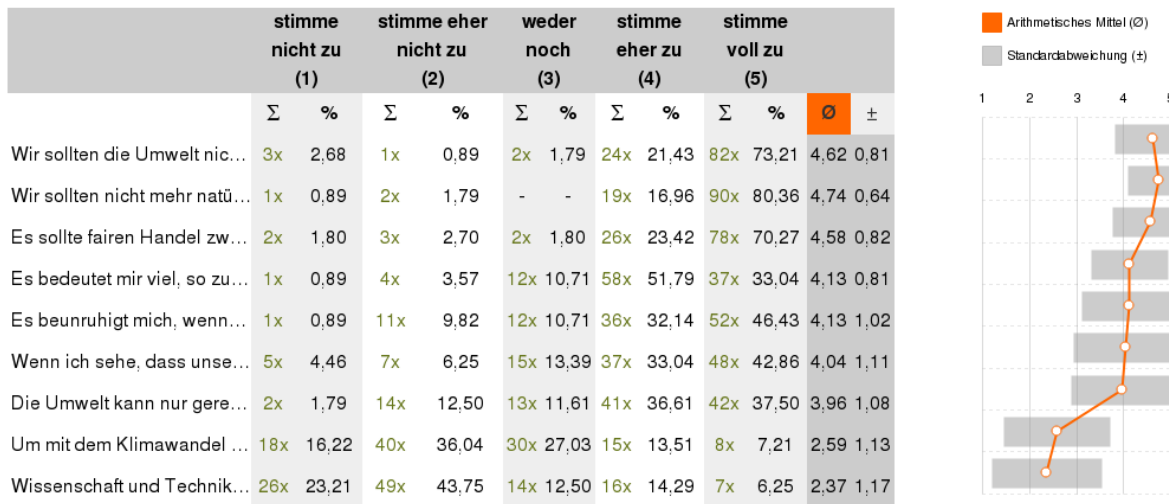 stimme stimme eher weder stimme stimme
nicht zu nicht zu noch eher zu voll zu
(1) (2) (3) (4) (5)
Σ % Σ % Σ % Σ % Σ % Ø ±
Wir sollten die Umwelt nic... 3x 2,68 1x 0,89 2x 1,79 24x 21,43 82x 73,21 4,62 0,81
Wir sollten nicht mehr natü... 1x 0,89 2x 1,79 - - 19x 16,96 90x 80,36 4,74 0,64
Es sollte fairen Handel zw... 2x 1,80 3x 2,70 2x 1,80 26x 23,42 78x 70,27 4,58 0,82
Es bedeutet mir viel, so zu... 1x 0,89 4x 3,57 12x 10,71 58x 51,79 37x 33,04 4,13 0,81
Es beunruhigt mich, wenn... 1x 0,89 11x 9,82 12x 10,71 36x 32,14 52x 46,43 4,13 1,02
Wenn ich sehe, dass unse... 5x 4,46 7x 6,25 15x 13,39 37x 33,04 48x 42,86 4,04 1,11
Die Umwelt kann nur gere... 2x 1,79 14x 12,50 13x 11,61 41x 36,61 42x 37,50 3,96 1,08
Um mit dem Klimawandel ... 18x 16,22 40x 36,04 30x 27,03 15x 13,51 8x 7,21 2,59 1,13
Wissenschaft und Technik... 26x 23,21 49x 43,75 14x 12,50 16x 14,29 7x 6,25 2,37 1,17
Arithmetisches Mittel (Ø)
Standardabweichung (±)
1 2 3 4 5